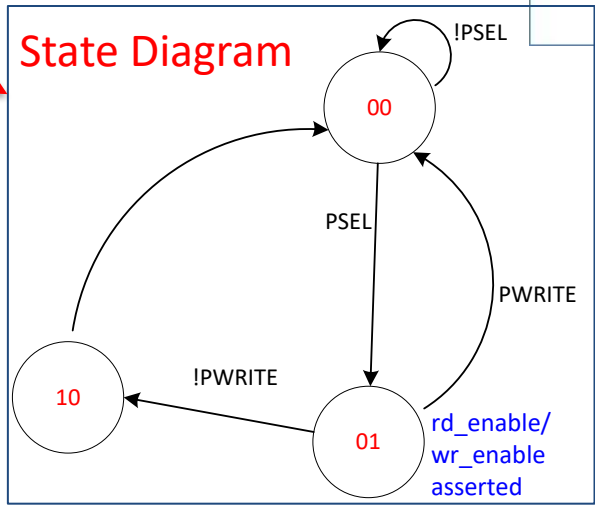 State Diagram
!PSEL
00
PSEL
PWRITE
!PWRITE
10
01
rd_enable/
wr_enable
asserted